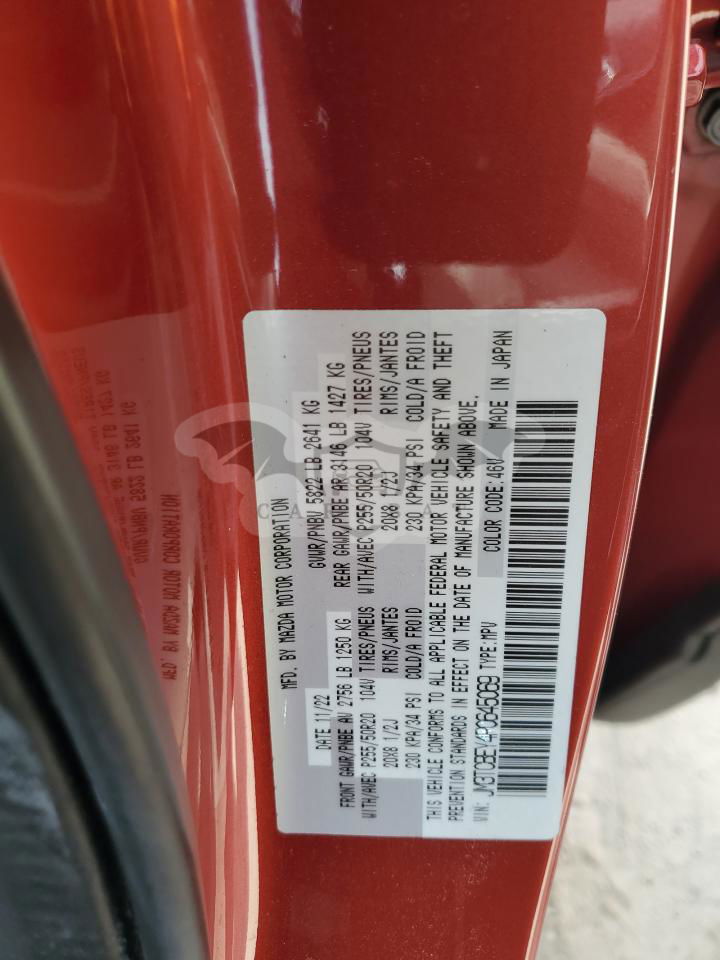 MFD. BY MAZDA MOTOR CORPORATION
DATE 11/22 GVWR/PNBV 5822 LB 2641 KG
FRONT GAWR/PNBE AV 2756 LB 1250 KG REAR GAWR/PNBE AR 3146 LB 1427 KG
WITH/AVEC P255/50R20 104V TIRES/PNEUS WITH/AVEC P255/50R20 104V TIRES/PNEUS
20X8 1/2J RIMS/JANTES 20X8 1/2J RIMS/JANTES
230 KPA/34 PSI COLD/A FROID 230 KPA/34 PSI COLD/A FROID
THIS VEHICLE CONFORMS TO ALL APPLICABLE FEDERAL MOTOR VEHICLE SAFETY AND THEFT
PREVENTION STANDARDS IN EFFECT ON THE DATE OF MANUFACTURE SHOWN ABOVE.
VIN: JM3TCBEY4P0645069 TYPE:MPV COLOR CODE:46V MADE IN JAPAN